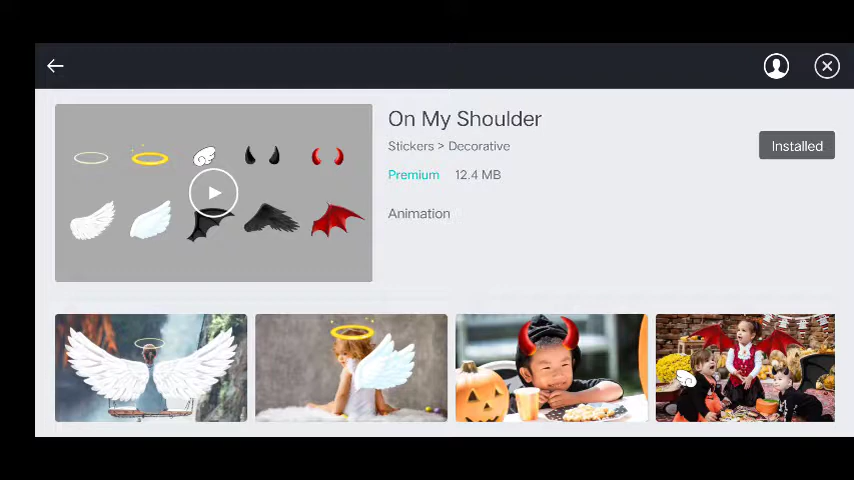 On My Shoulder
Stickers > Decorative
Installed
Premium 12.4 MB
Animation